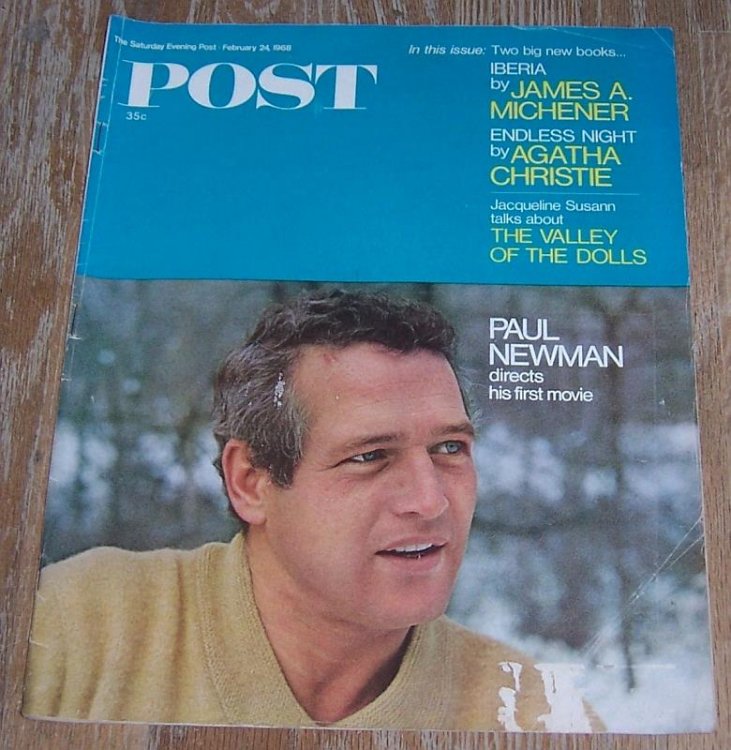 The Saturday Evening Post · February 24, 1968
POST
35c
In this issue: Two big new books...
IBERIA
by JAMES A.
MICHENER
ENDLESS NIGHT
by AGATHA
CHRISTIE
Jacqueline Susann
talks about
THE VALLEY
OF THE DOLLS
PAUL
NEWMAN
directs
his first movie